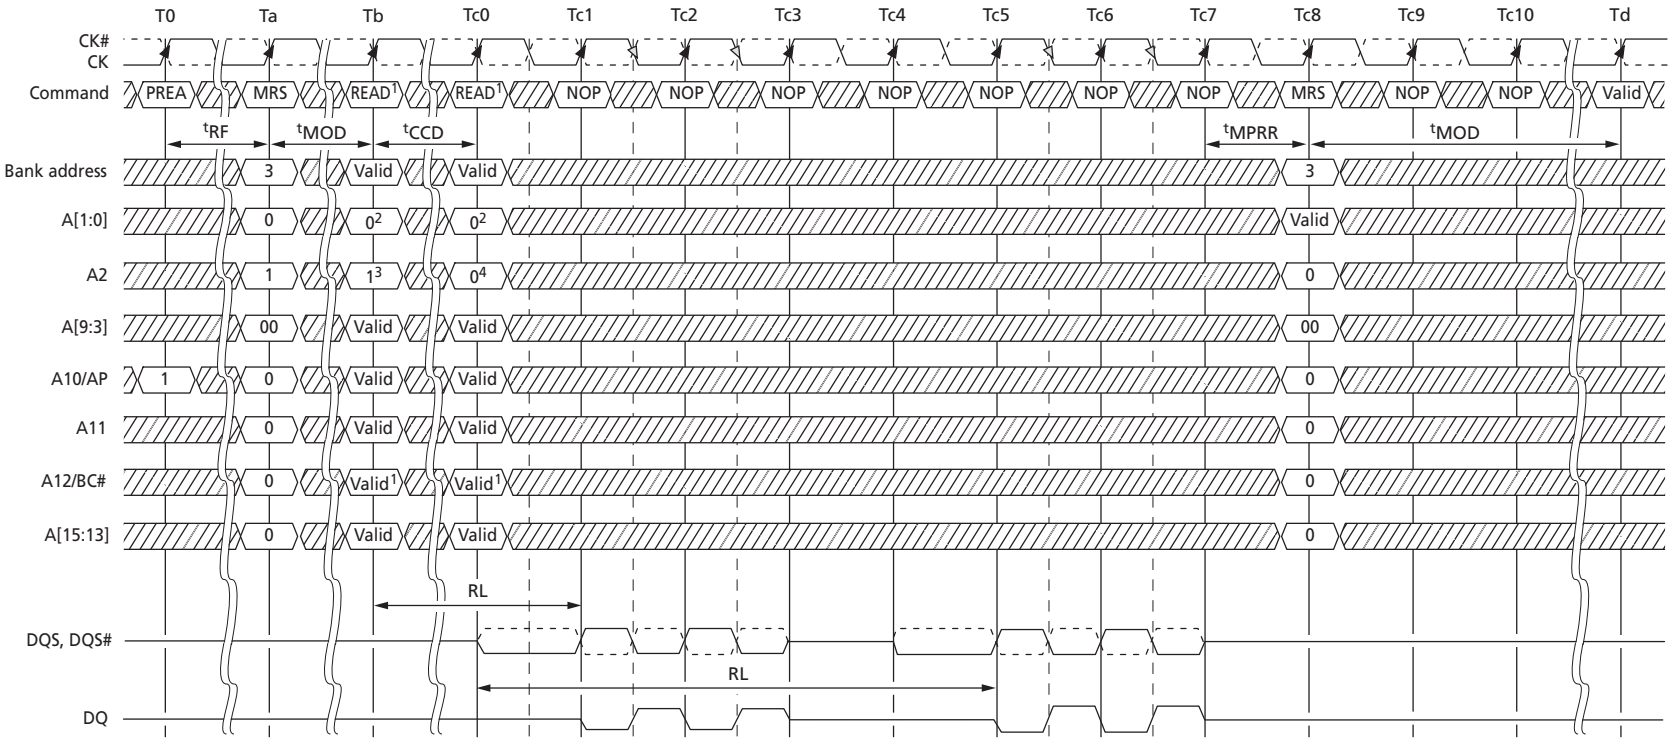 T0 Ta Tb Tc0 Tc1 Tc2 Tc3 Tc4 Tc5 Tc6 Tc7 Tc8 Tc9 Tc10 Td
CK#
CK
Command PREA MRS READ1 READ1 NOP NOP NOP NOP NOP NOP NOP MRS NOP NOP Valid
tRF tMOD tCCD tMPRR tMOD
Bank address 3 Valid Valid 3
A[1:0] 0 02 02 Valid
A2 1 13 04 0
A[9:3] 00 Valid Valid 00
A10/AP 1 0 Valid Valid 0
A11 0 Valid Valid 0
A12/BC# 0 Valid1 Valid1 0
A[15:13] 0 Valid Valid 0
RL
DQS, DQS#
RL
DQ